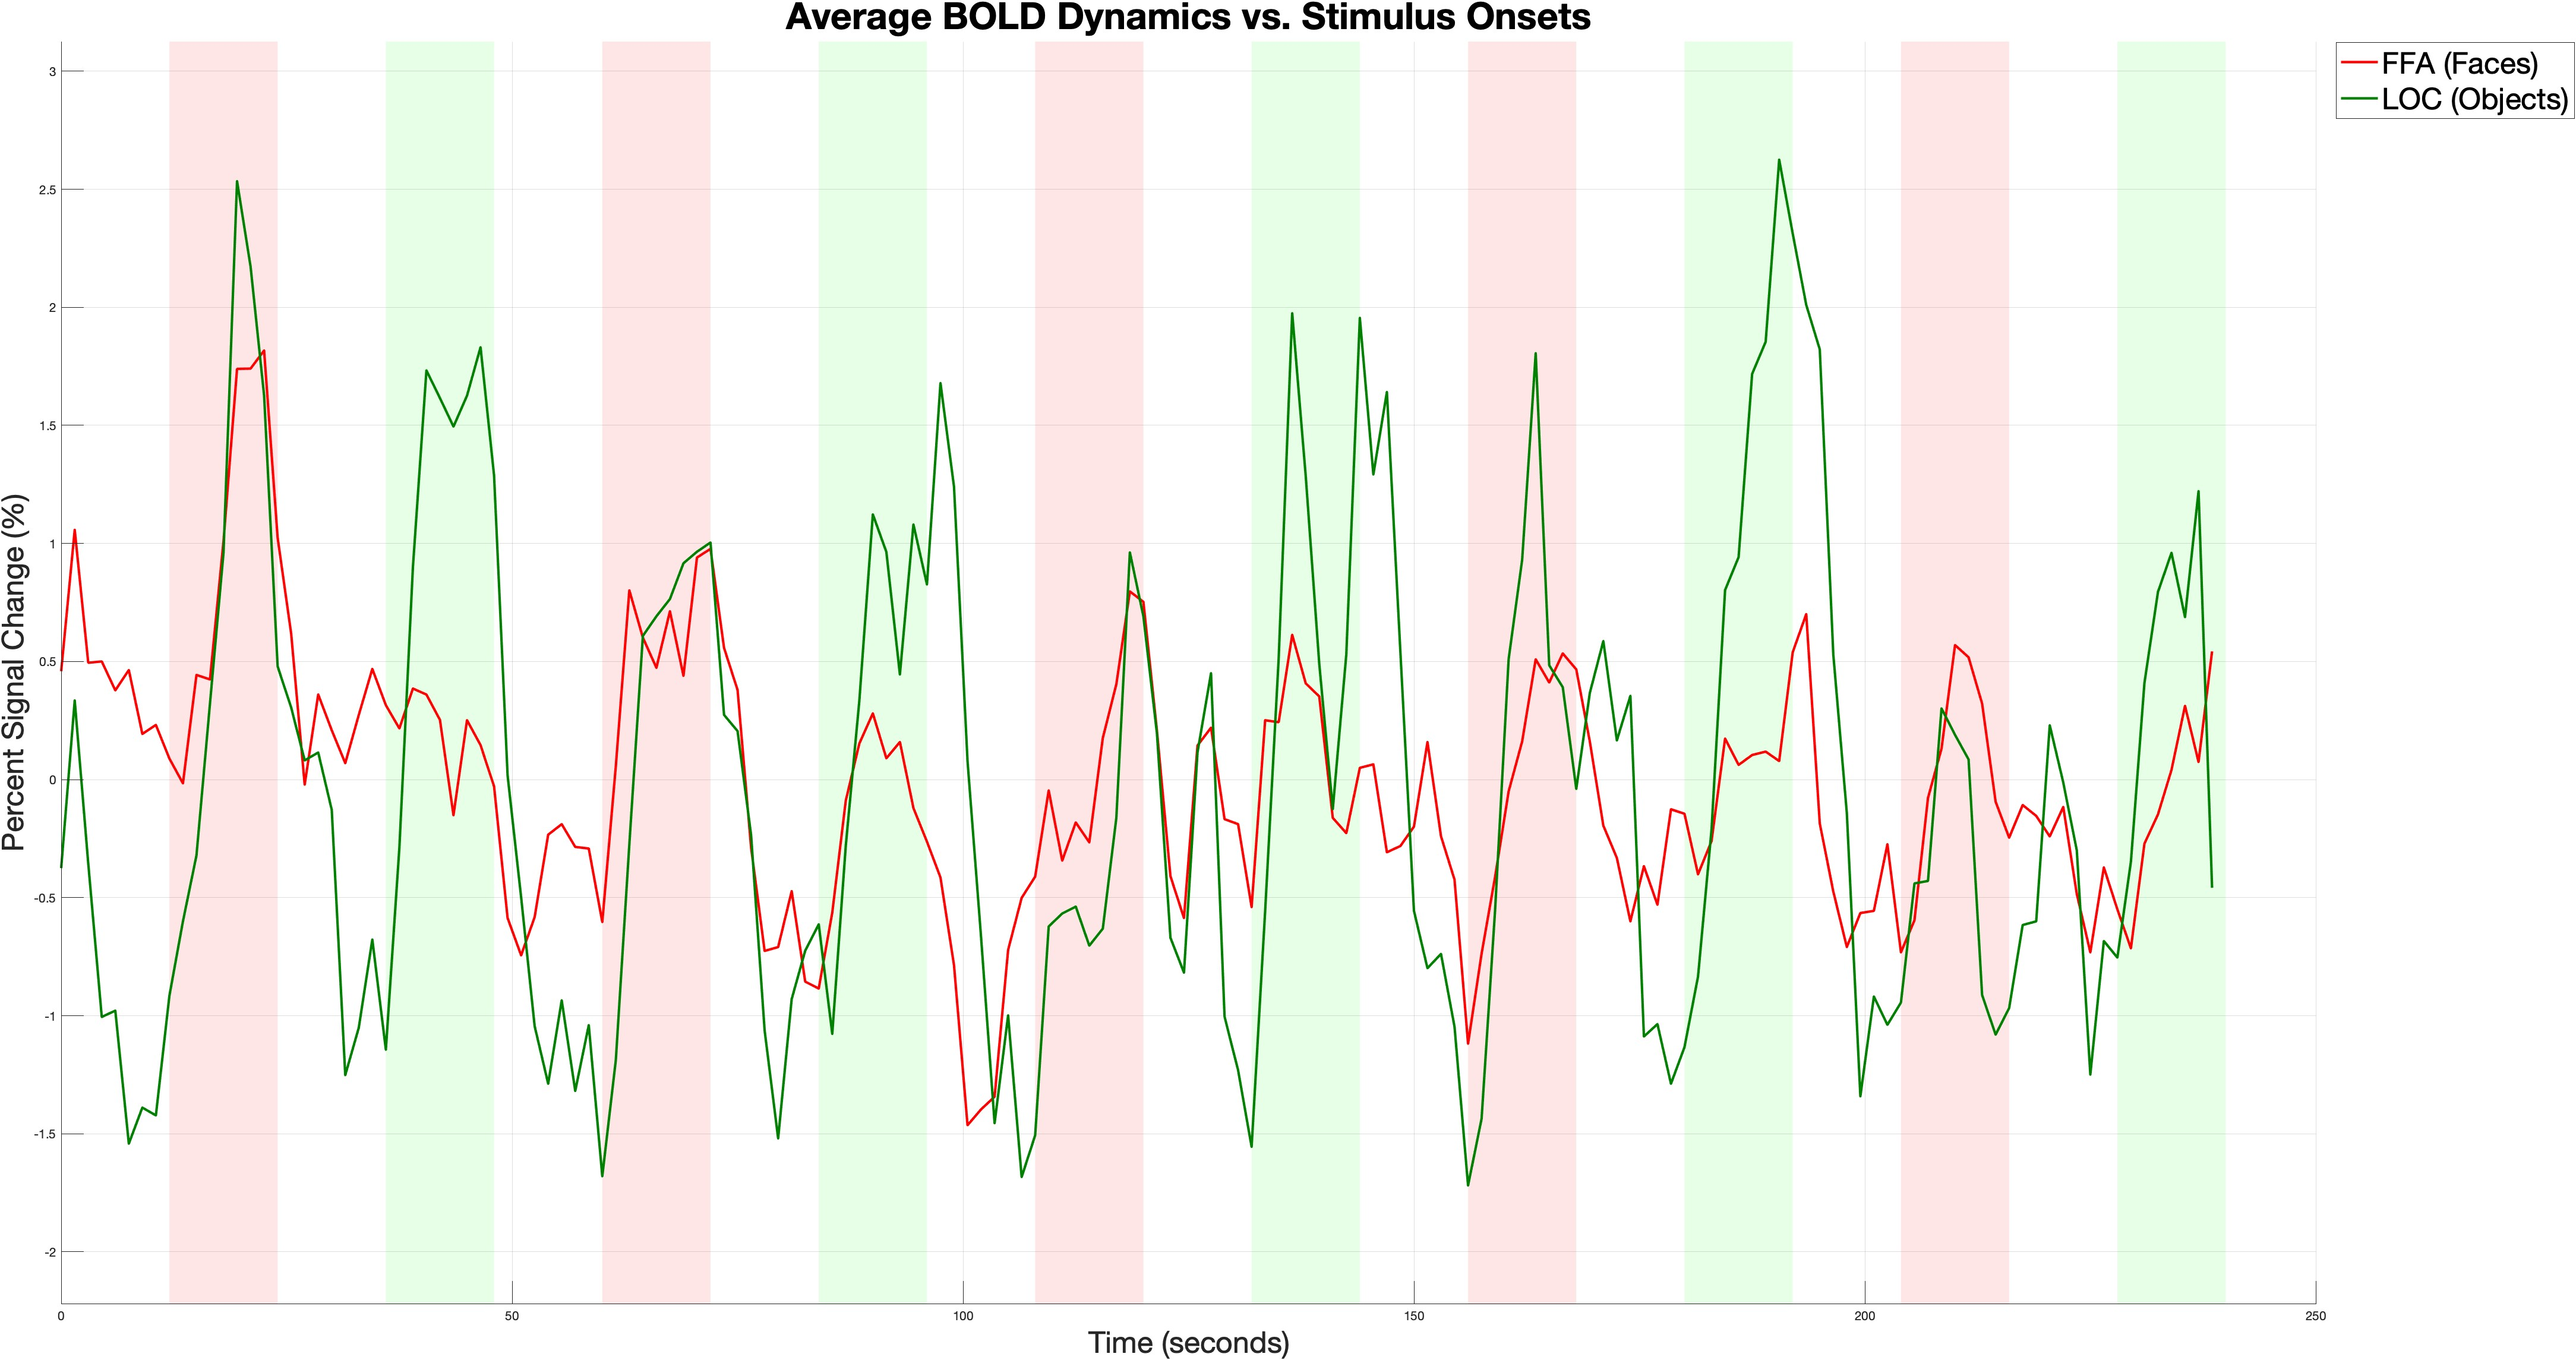 Average BOLD Dynamics vs. Stimulus Onsets
FFA (Faces)
LOC (Objects)
Percent Signal Change (%)
3
2.5
2
1.5
1
0.5
0
-0.5
-1
-1.5
-2
0 50 100 150 200 250
Time (seconds)